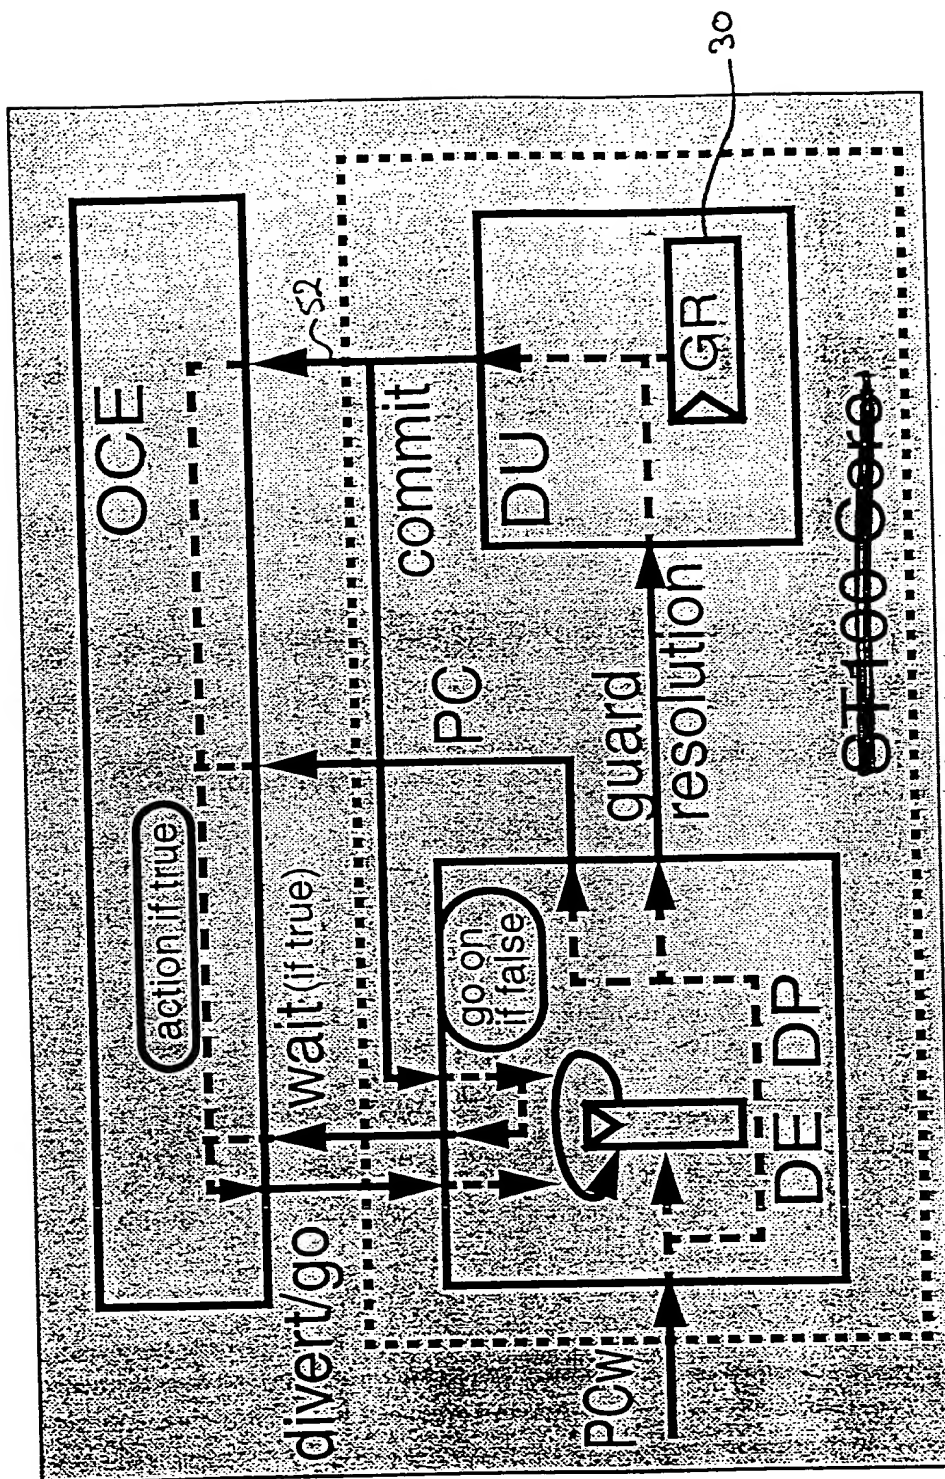 OCE
action if true
divert/go
wait (if true)
PC
commit
52
go on
if false
guard
resolution
DU
GR
30
PCw
DE DP